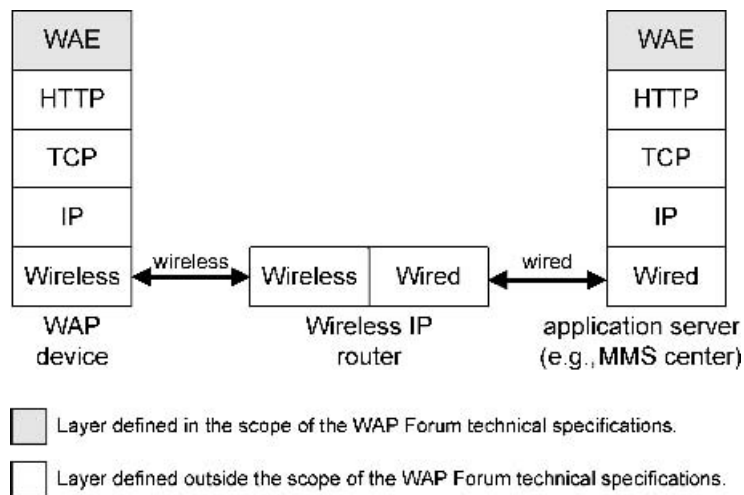 WAE
HTTP
TCP
IP
Wireless
WAP
device
wireless
Wireless
Wired
Wireless IP
router
wired
WAE
HTTP
TCP
IP
Wired
application server
(e.g., MMS center)
Layer defined in the scope of the WAP Forum technical specifications.
Layer defined outside the scope of the WAP Forum technical specifications.